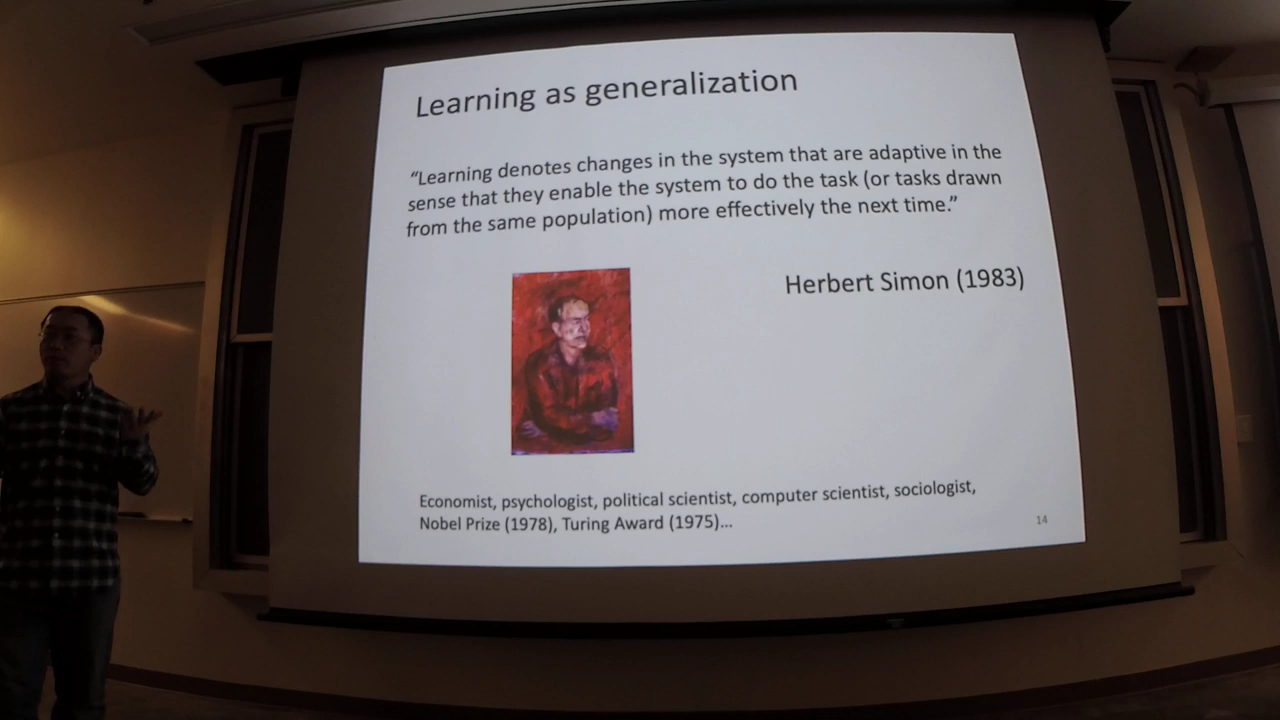 Learning as generalization
“Learning denotes changes in the system that are adaptive in the
sense that they enable the system to do the task (or tasks drawn
from the same population) more effectively the next time.”
Herbert Simon (1983)
Economist, psychologist, political scientist, computer scientist, sociologist,
Nobel Prize (1978), Turing Award (1975)...
14